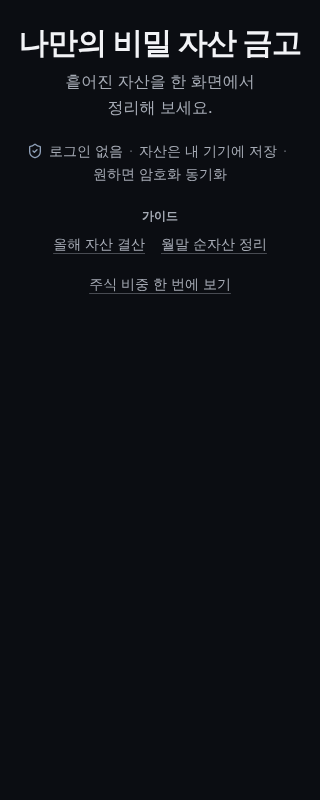 나만의 비밀 자산 금고
흩어진 자산을 한 화면에서
정리해 보세요.
로그인 없음 · 자산은 내 기기에 저장 ·
원하면 암호화 동기화
가이드
올해 자산 결산 월말 순자산 정리
주식 비중 한 번에 보기